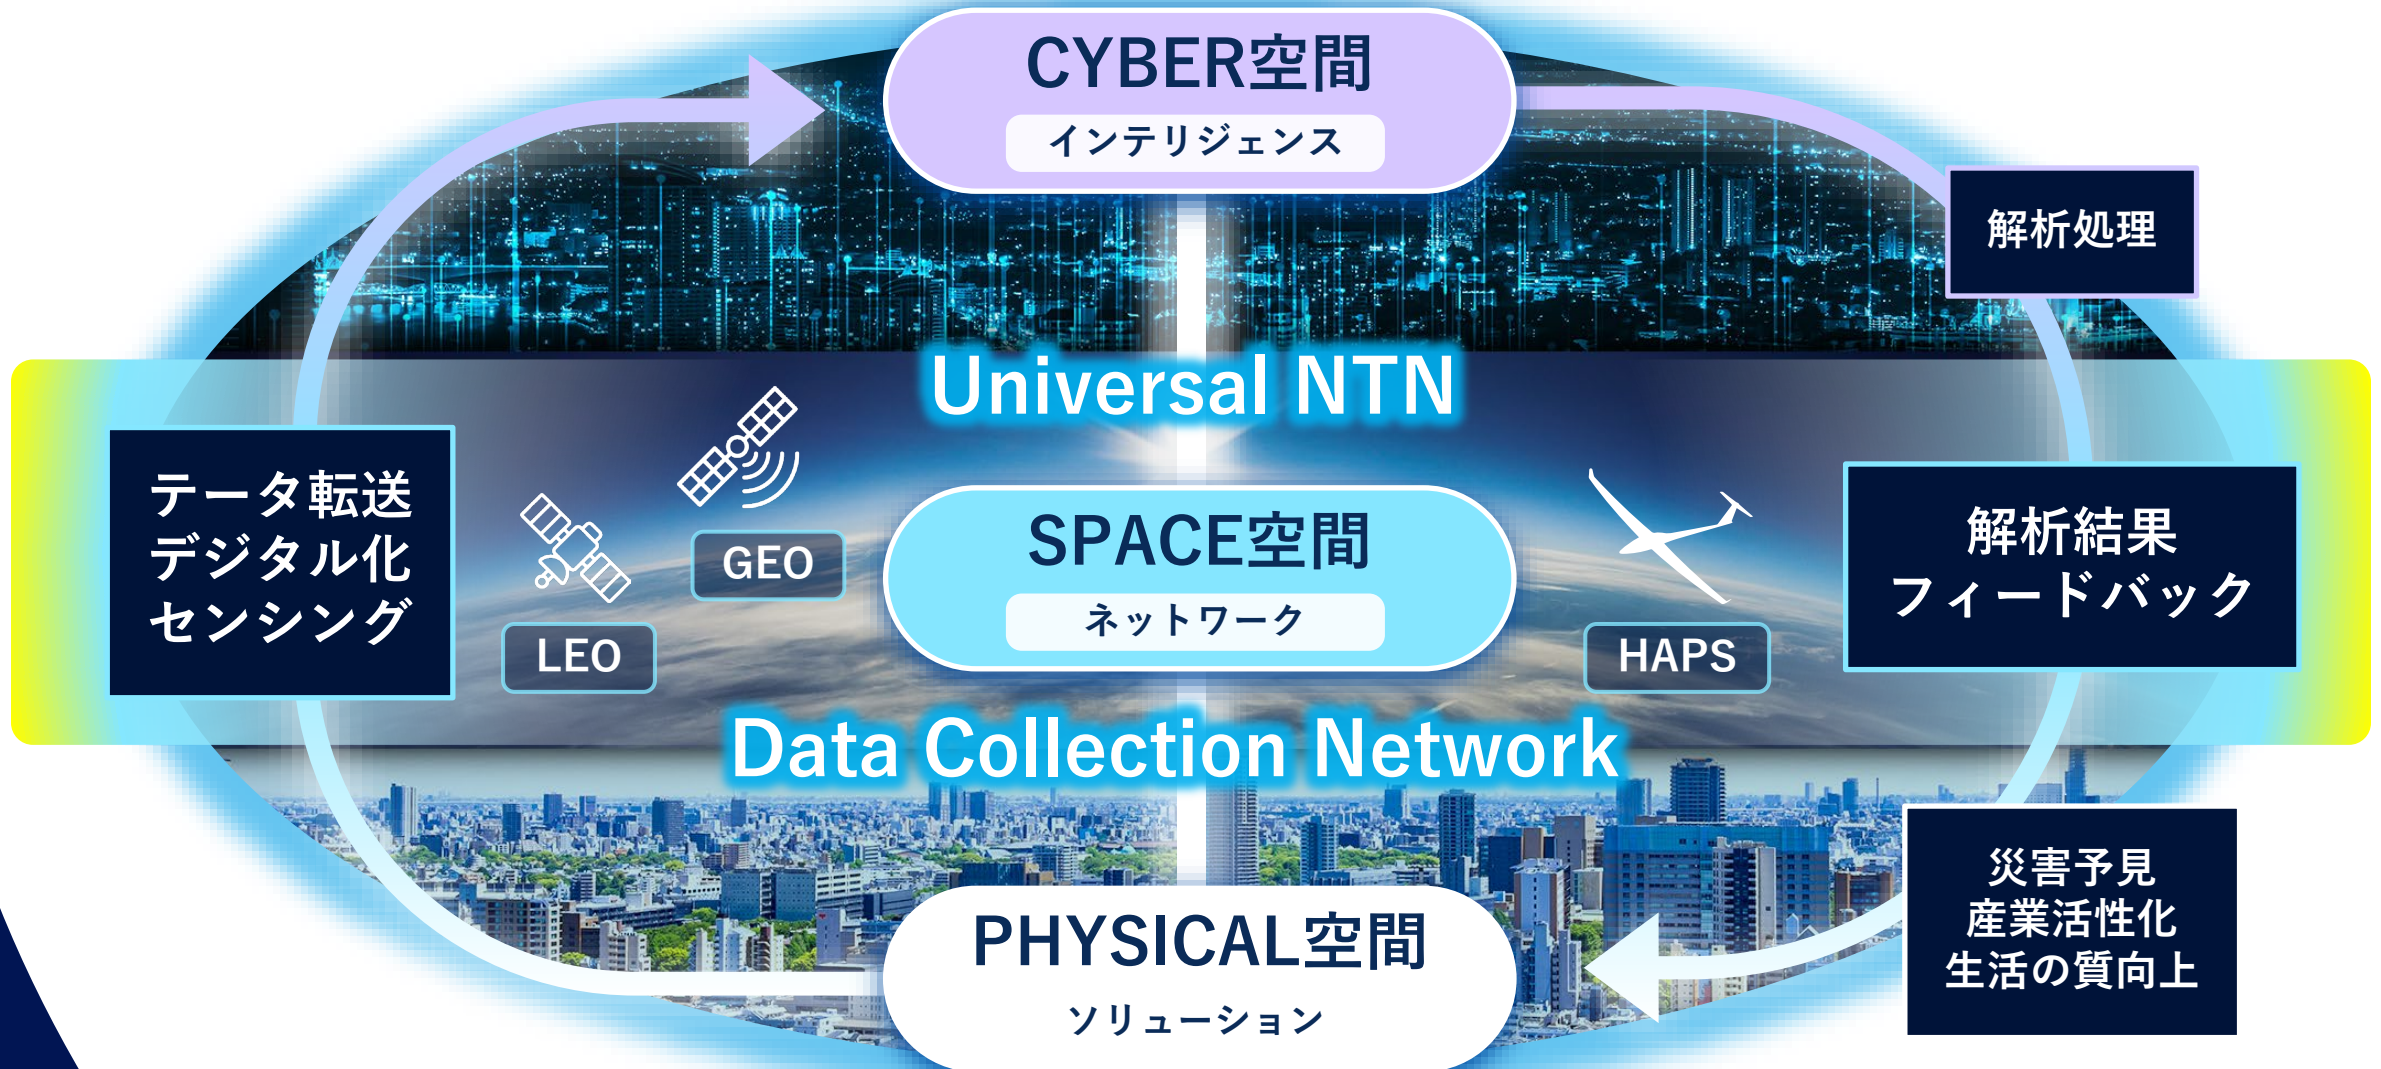 CYBER空間
インテリジェンス
解析処理
Universal NTN
テータ転送
デジタル化
センシング
GEO
LEO
SPACE空間
ネットワーク
HAPS
解析結果
フィードバック
Data Collection Network
災害予見
産業活性化
生活の質向上
PHYSICAL空間
ソリューション